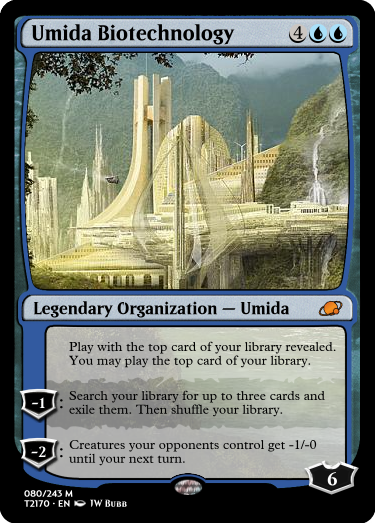 Umida Biotechnology 4
Legendary Organization — Umida
Play with the top card of your library revealed.
You may play the top card of your library.
-1: Search your library for up to three cards and
exile them. Then shuffle your library.
-2: Creatures your opponents control get -1/-0
until your next turn.
6
080/243 M
T2170 · EN JW Bubb